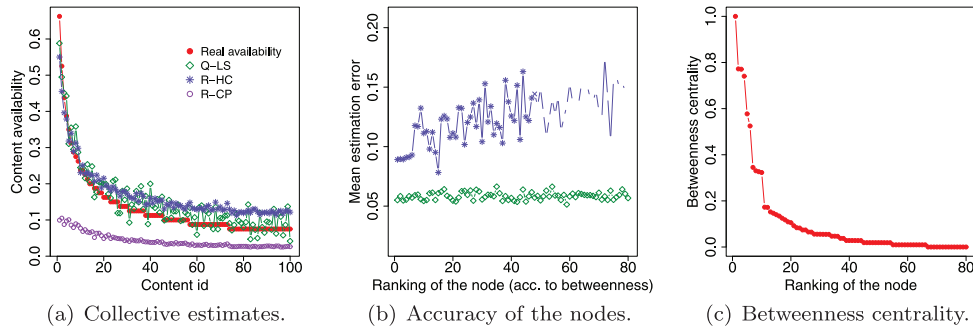 Content availability
0.0 0.1 0.2 0.3 0.4 0.5 0.6
Real availability
Q−LS
R−HC
R−CP
0 20 40 60 80 100
Content id
(a) Collective estimates.
Mean estimation error
0.05 0.10 0.15 0.20
0 20 40 60 80
Ranking of the node (acc. to betweenness)
(b) Accuracy of the nodes.
Betweenness centrality
0.0 0.2 0.4 0.6 0.8 1.0
0 20 40 60 80
Ranking of the node
(c) Betweenness centrality.